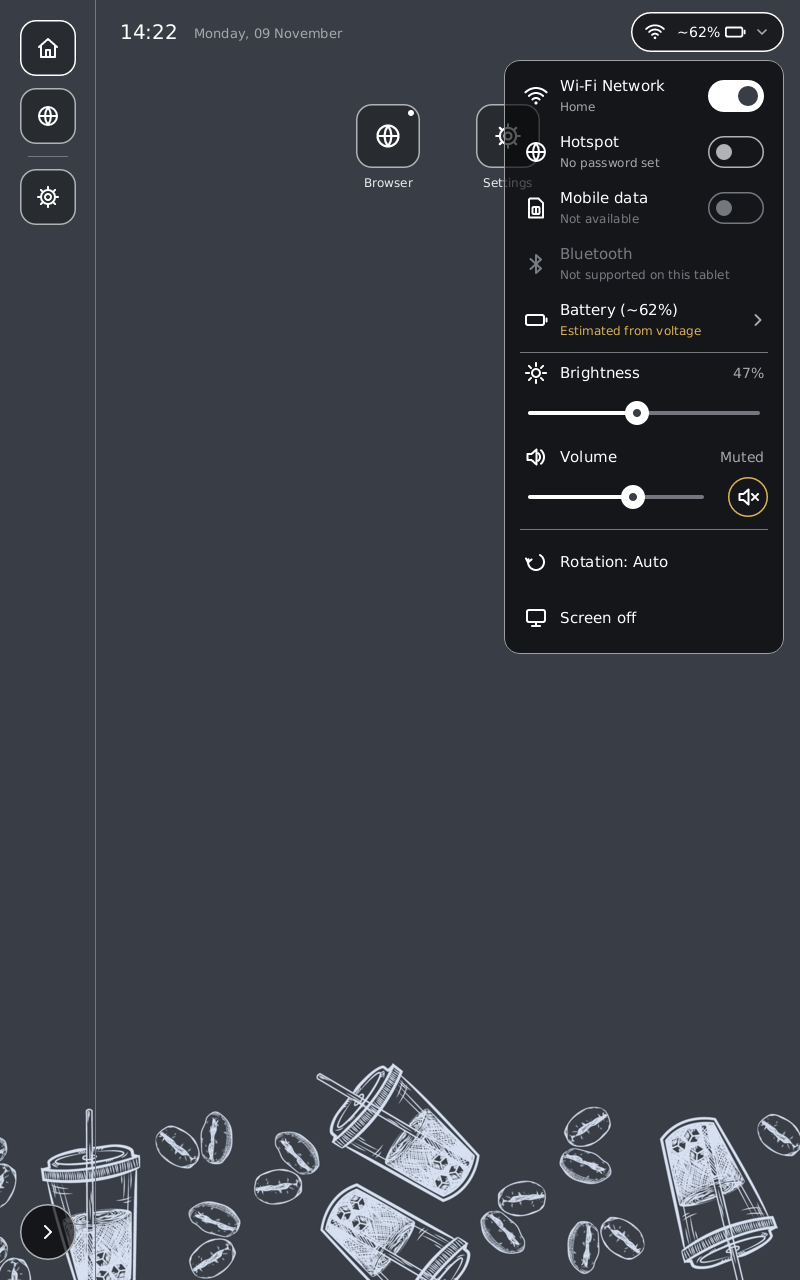 14:22 Monday, 09 November ~62%
Browser
Settings
Wi-Fi Network
Home
Hotspot
No password set
Mobile data
Not available
Bluetooth
Not supported on this tablet
Battery (~62%)
Estimated from voltage
Brightness 47%
Volume Muted
Rotation: Auto
Screen off